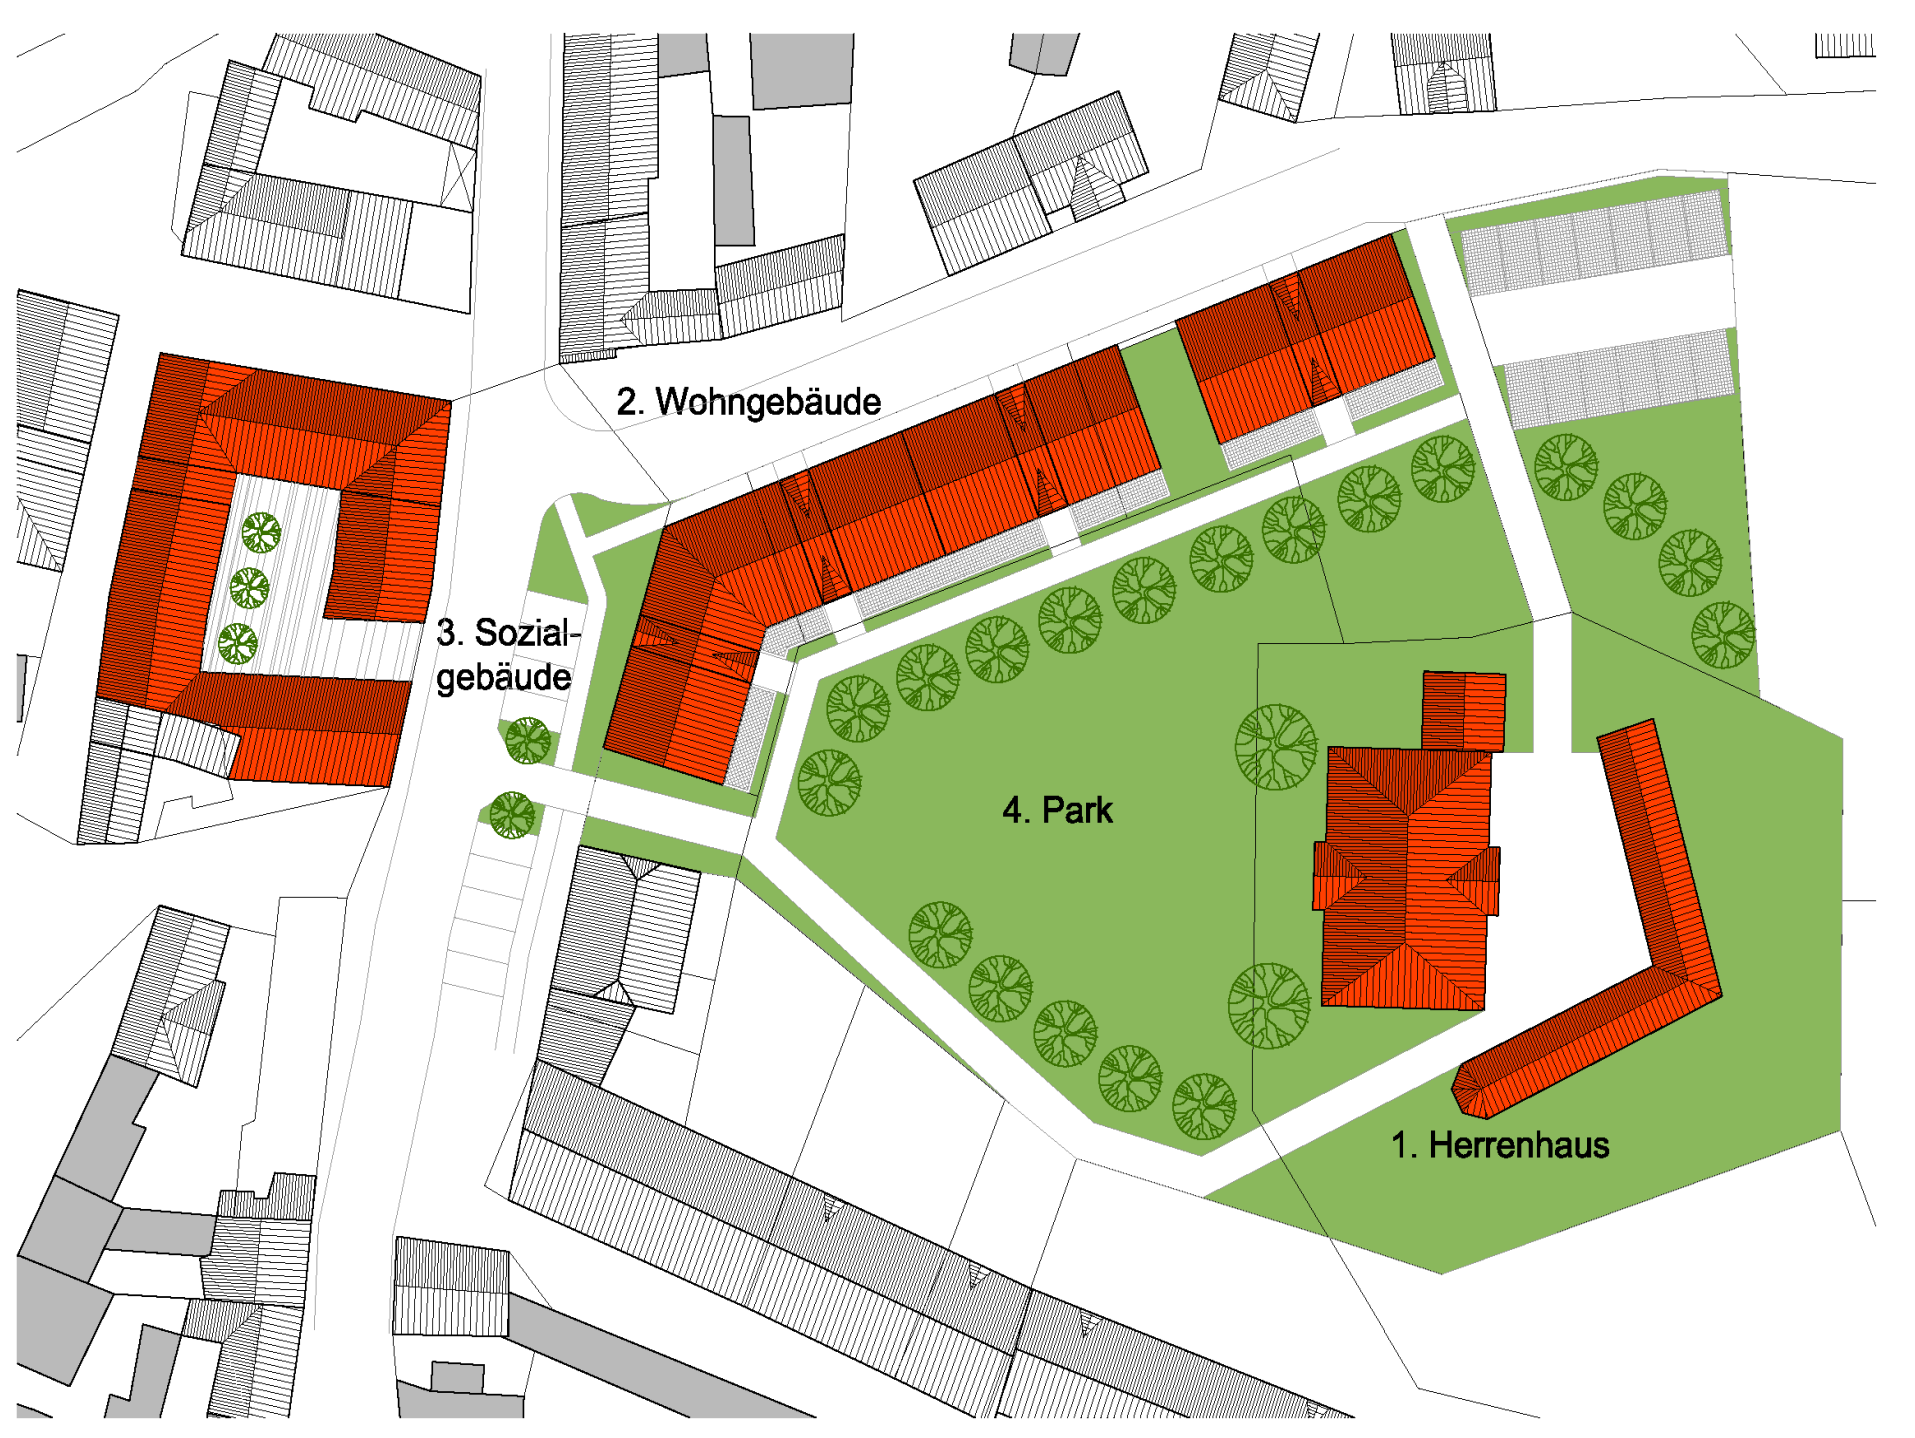 2. Wohngebäude
3. Sozial-
gebäude
4. Park
1. Herrenhaus